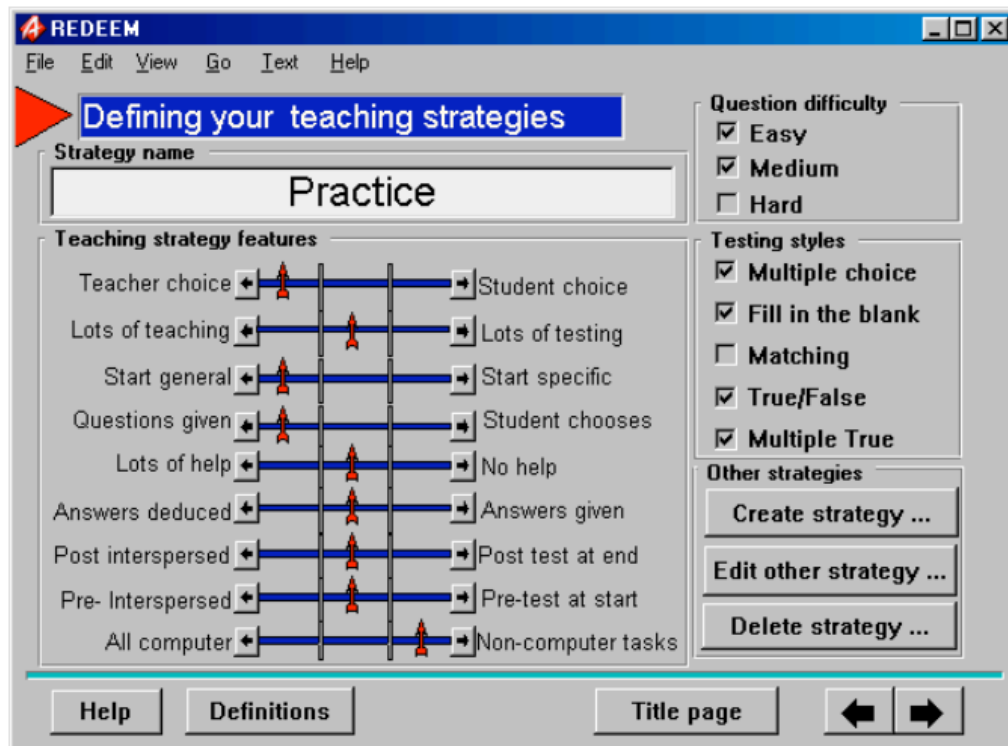 REDEEM
File Edit View Go Text Help
Defining your teaching strategies
Strategy name
Practice
Teaching strategy features
Teacher choice Student choice
Lots of teaching Lots of testing
Start general Start specific
Questions given Student chooses
Lots of help No help
Answers deduced Answers given
Post interspersed Post test at end
Pre- Interspersed Pre-test at start
All computer Non-computer tasks
Question difficulty
Easy
Medium
Hard
Testing styles
Multiple choice
Fill in the blank
Matching
True/False
Multiple True
Other strategies
Create strategy ...
Edit other strategy ...
Delete strategy ...
Help Definitions Title page